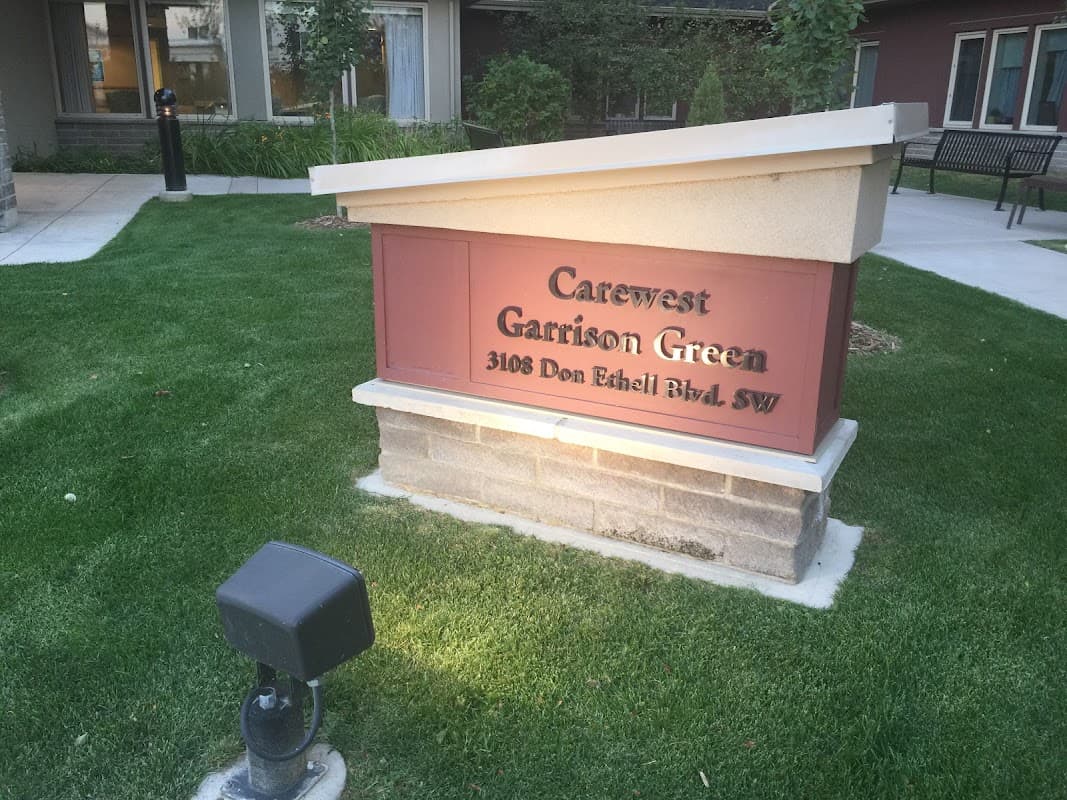 Carewest
Garrison Green
3108 Don Ethell Blvd. SW